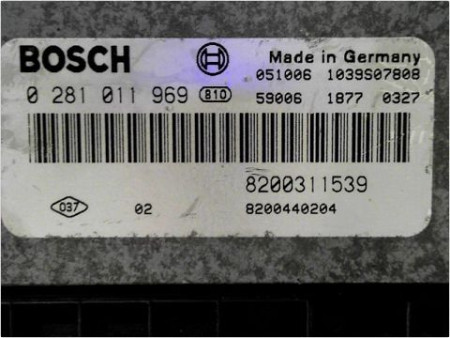 BOSCH Made in Germany
051006 1039S07808
0 281 011 969 810 59006 1877 0327
8200311539
037 02 8200440204